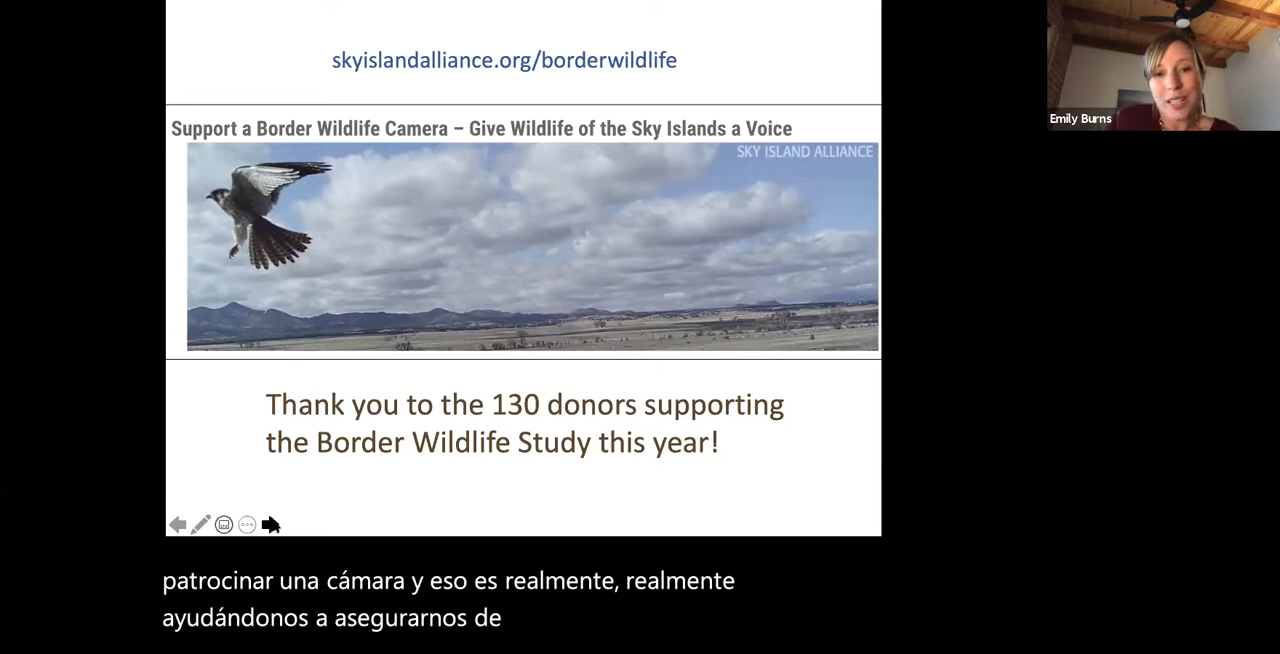 skyislandalliance.org/borderwildlife
Support a Border Wildlife Camera – Give Wildlife of the Sky Islands a Voice
SKY ISLAND ALLIANCE
Emily Burns
Thank you to the 130 donors supporting
the Border Wildlife Study this year!
patrocinar una cámara y eso es realmente, realmente
ayudándonos a asegurarnos de